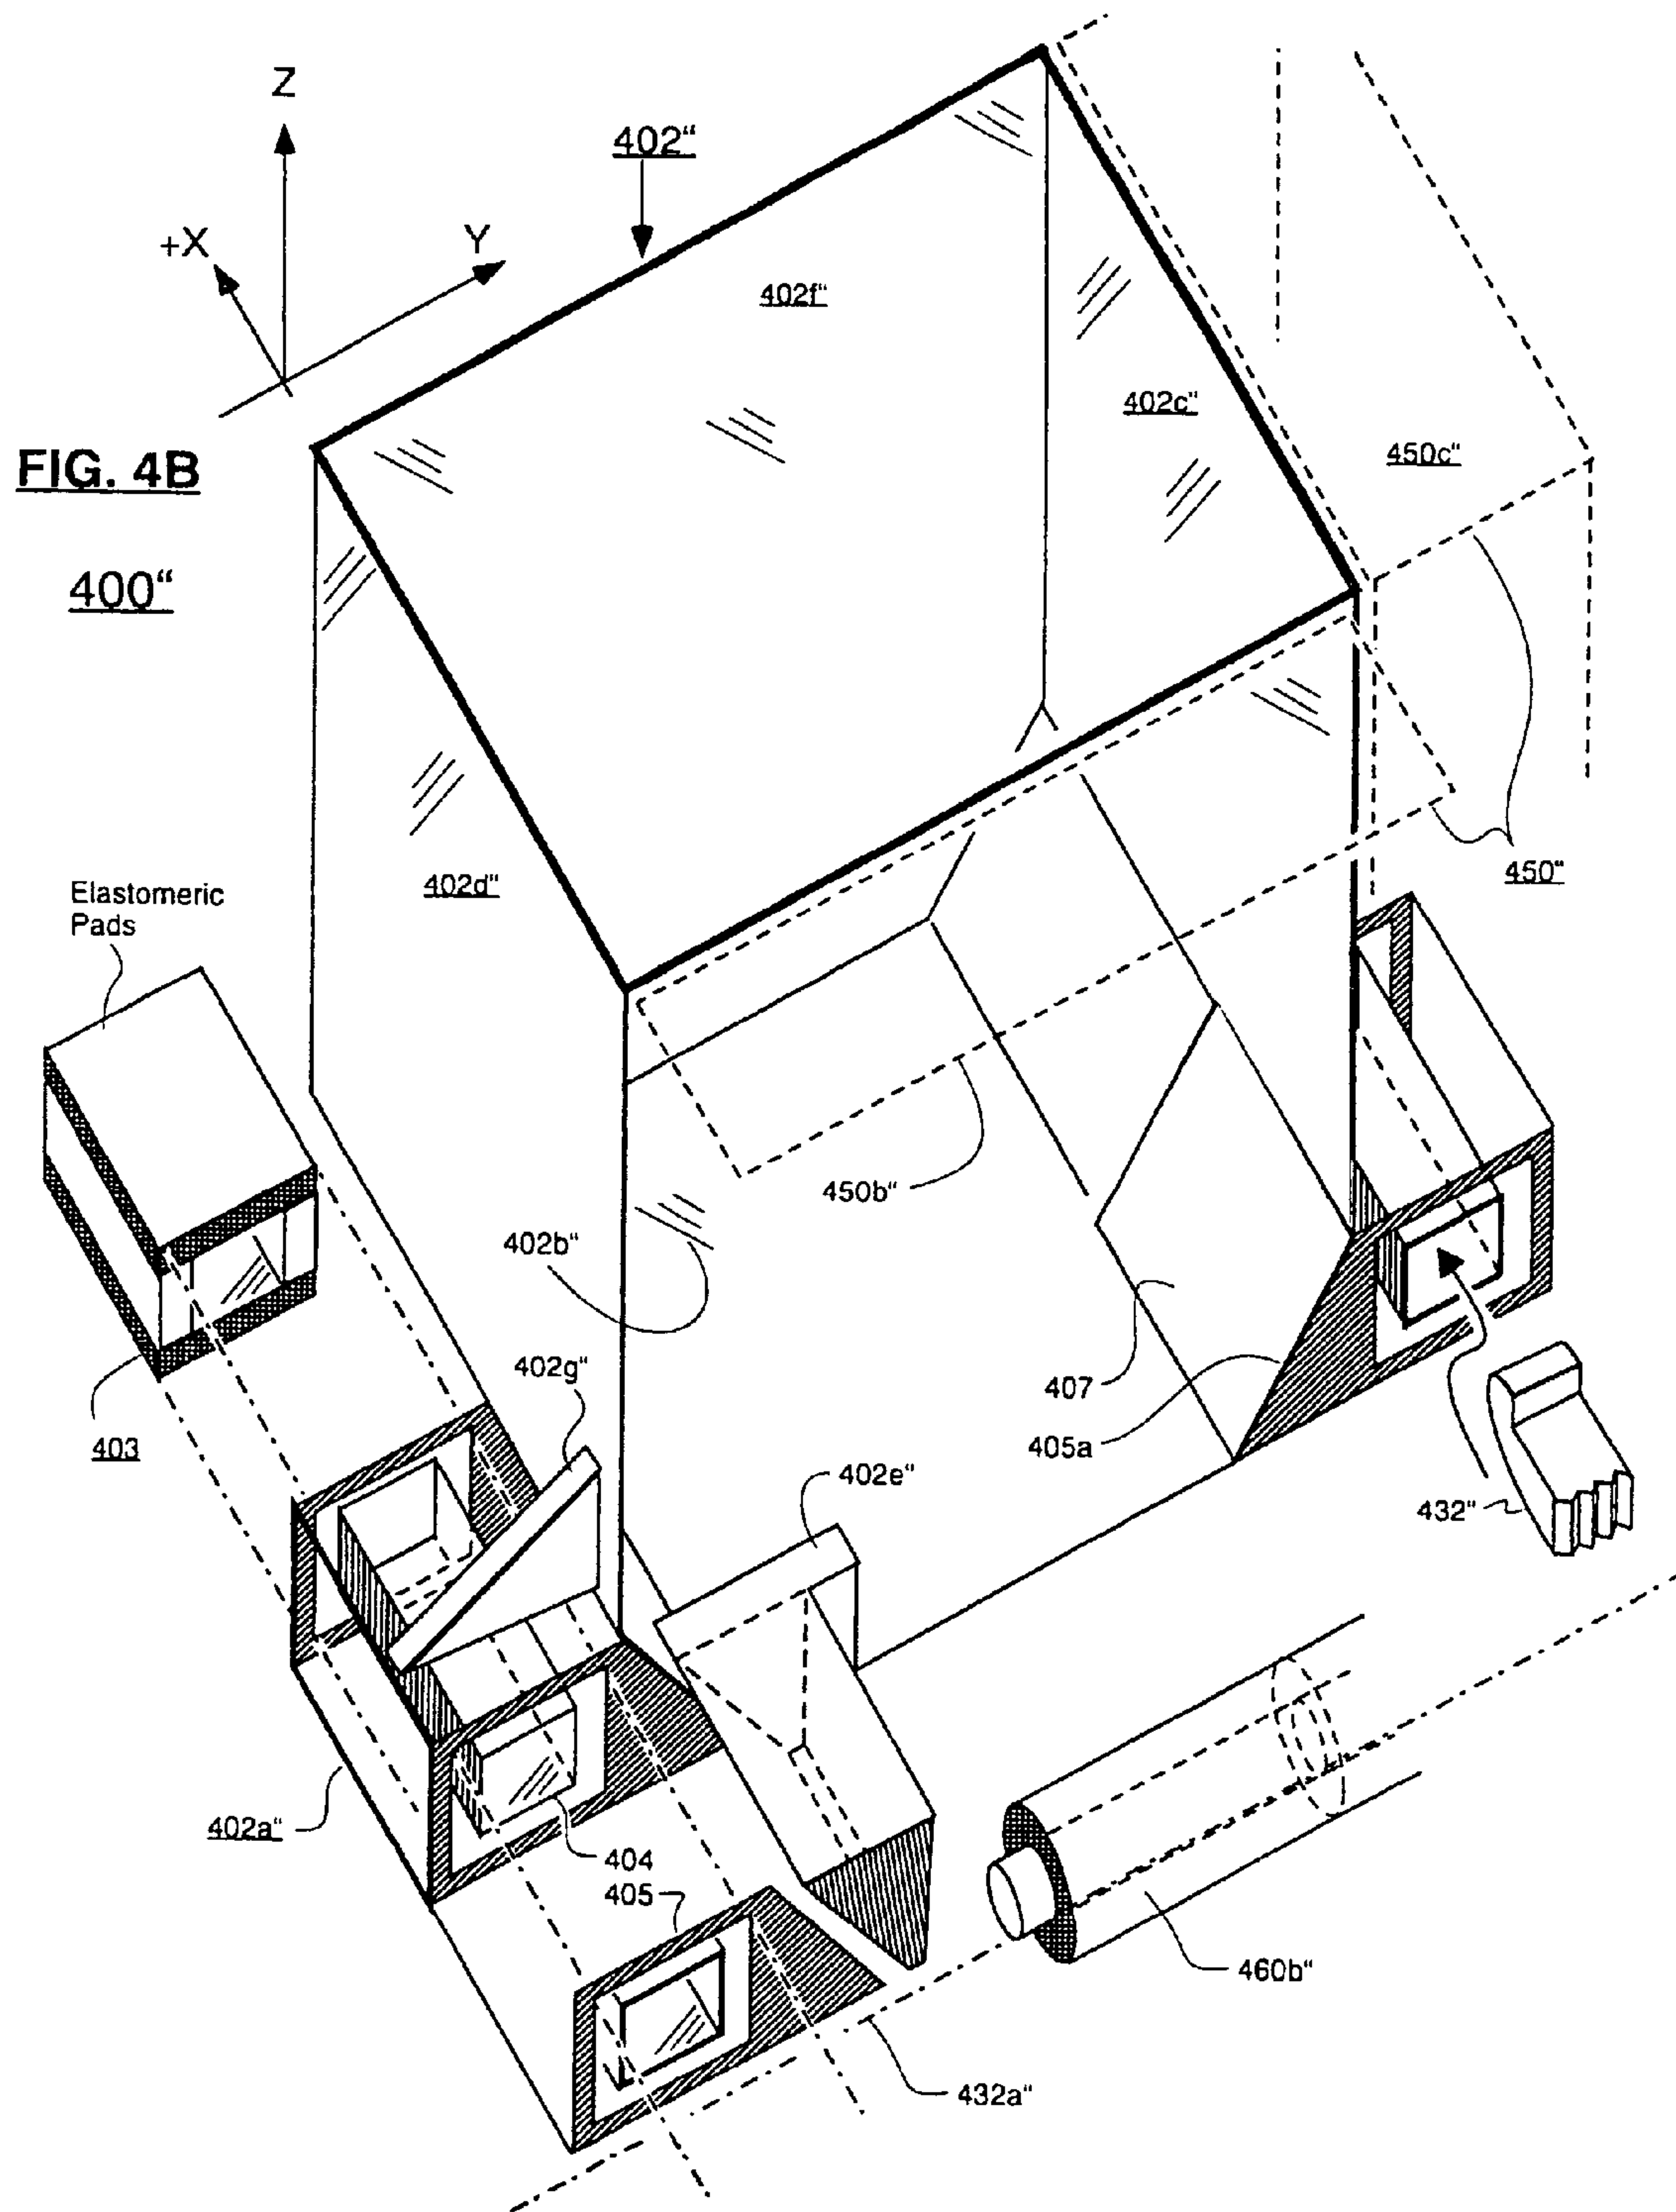 Z
402“
+X
Y
402f“
402c“
FIG. 4B
450c“
400“
402d“
450“
Elastomeric
Pads
450b“
402b“
402g“
407
405a
403
402e“
432“
402a“
404
405
460b“
432a“